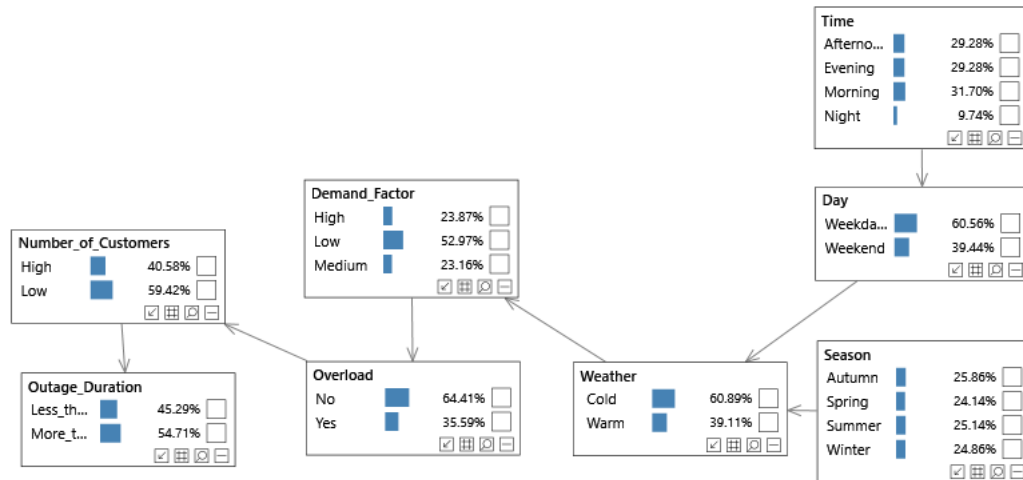 Time
Afterno... 29.28%
Evening 29.28%
Morning 31.70%
Night 9.74%
Demand_Factor
High 23.87%
Low 52.97%
Medium 23.16%
Day
Weekda... 60.56%
Weekend 39.44%
Number_of_Customers
High 40.58%
Low 59.42%
Outage_Duration
Less_th... 45.29%
More_t... 54.71%
Overload
No 64.41%
Yes 35.59%
Weather
Cold 60.89%
Warm 39.11%
Season
Autumn 25.86%
Spring 24.14%
Summer 25.14%
Winter 24.86%